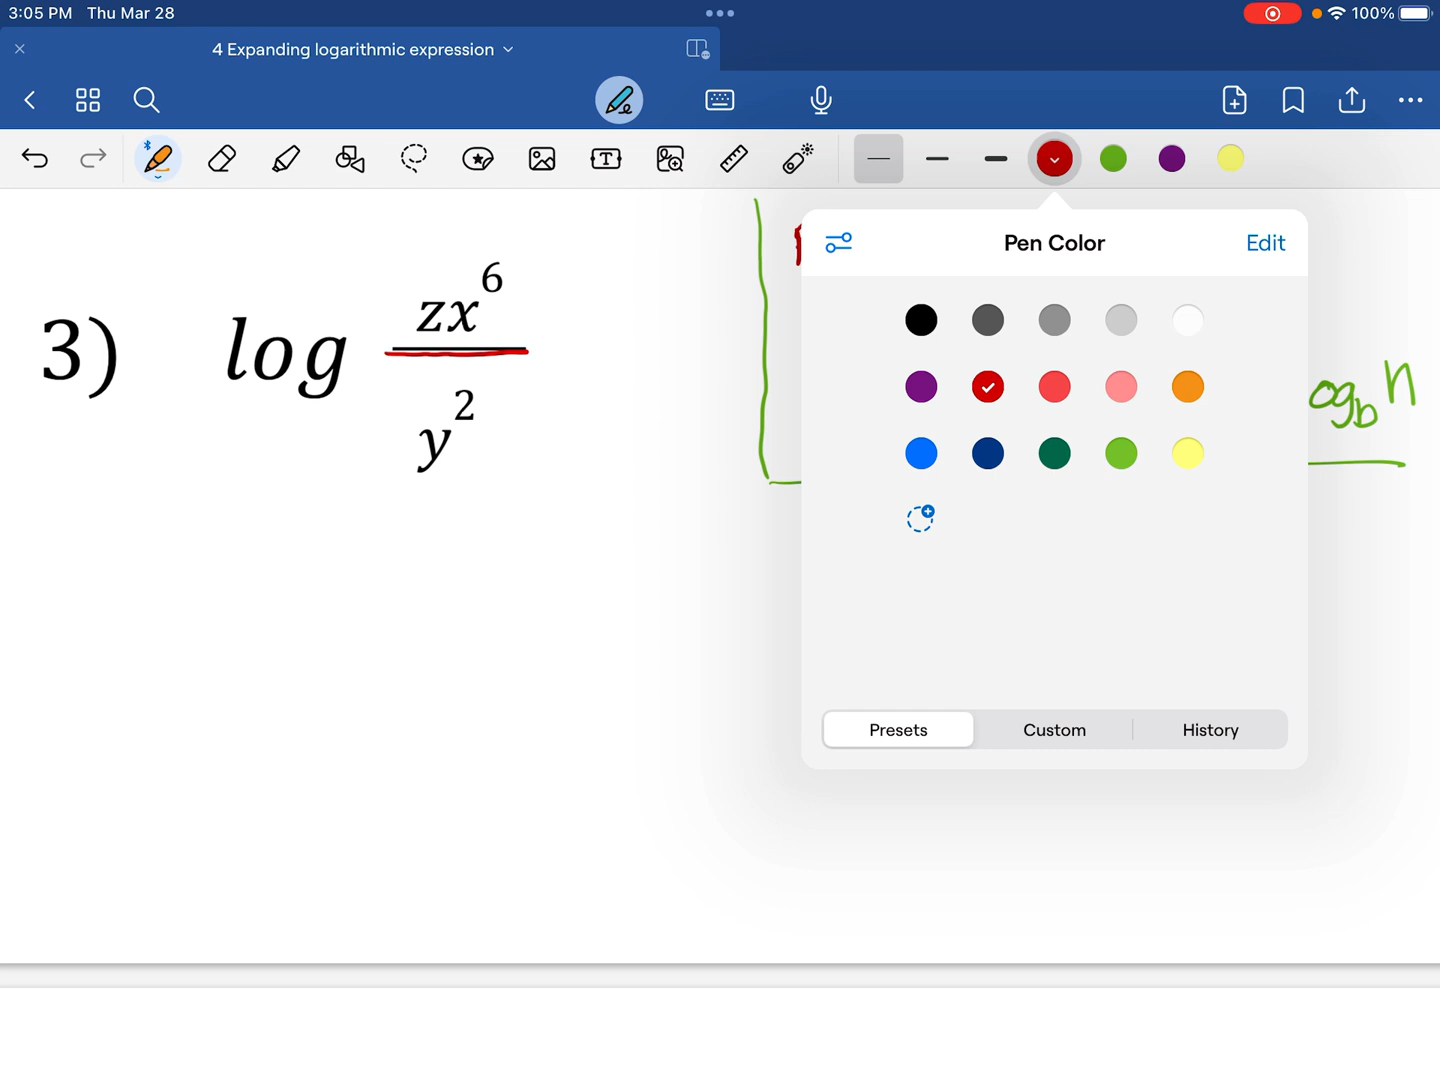 3:05 PM Thu Mar 28
100%
4 Expanding logarithmic expression
Pen Color
Edit
3) log zx^6
y^2
og_b n
Presets
Custom
History